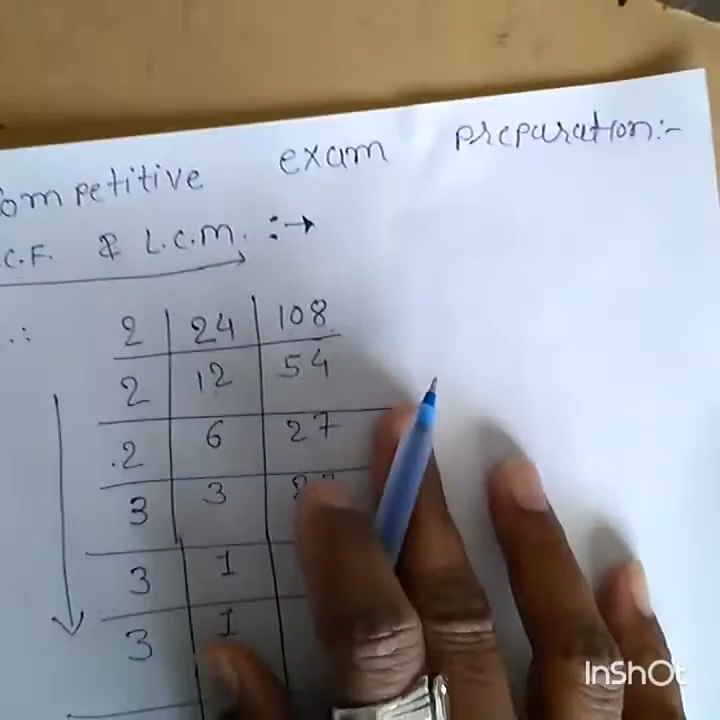 ompetitive exam preparation:-
.C.F. & L.C.M. :→
∴ 2 | 24 | 108
2 | 12 | 54
2 | 6 | 27
3 | 3
3 | 1
3 | 1
InShOt